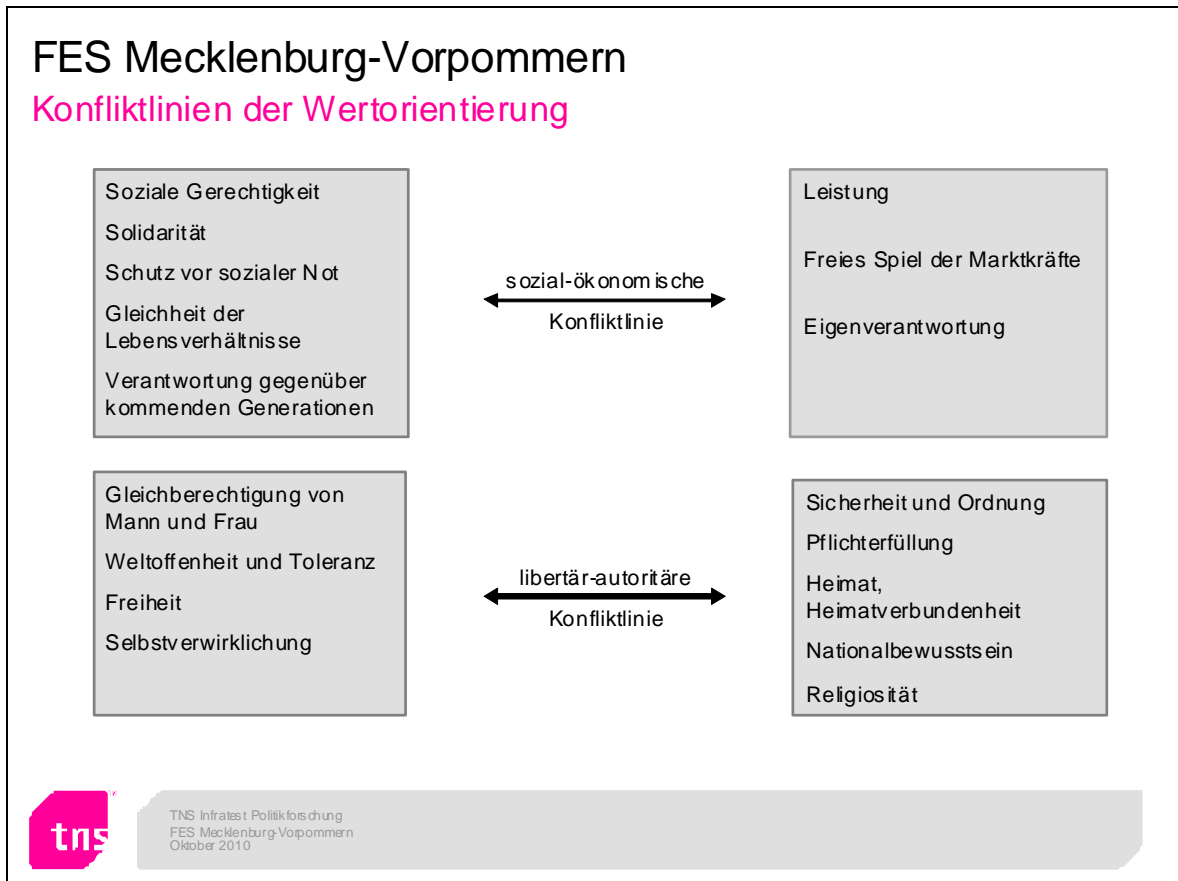 FES Mecklenburg-Vorpommern
Konfliktlinien der Wertorientierung
Soziale Gerechtigkeit
Solidarität
Schutz vor sozialer Not
Gleichheit der
Lebensverhältnisse
Verantwortung gegenüber
kommenden Generationen
sozial-ökonomische
Konfliktlinie
Leistung
Freies Spiel der Marktkräfte
Eigenverantwortung
Gleichberechtigung von
Mann und Frau
Weltoffenheit und Toleranz
Freiheit
Selbstverwirklichung
libertär-autoritäre
Konfliktlinie
Sicherheit und Ordnung
Pflichterfüllung
Heimat,
Heimatverbundenheit
Nationalbewusstsein
Religiosität
tns
TNS Infratest Politikforschung
FES Mecklenburg-Vorpommern
Oktober 2010